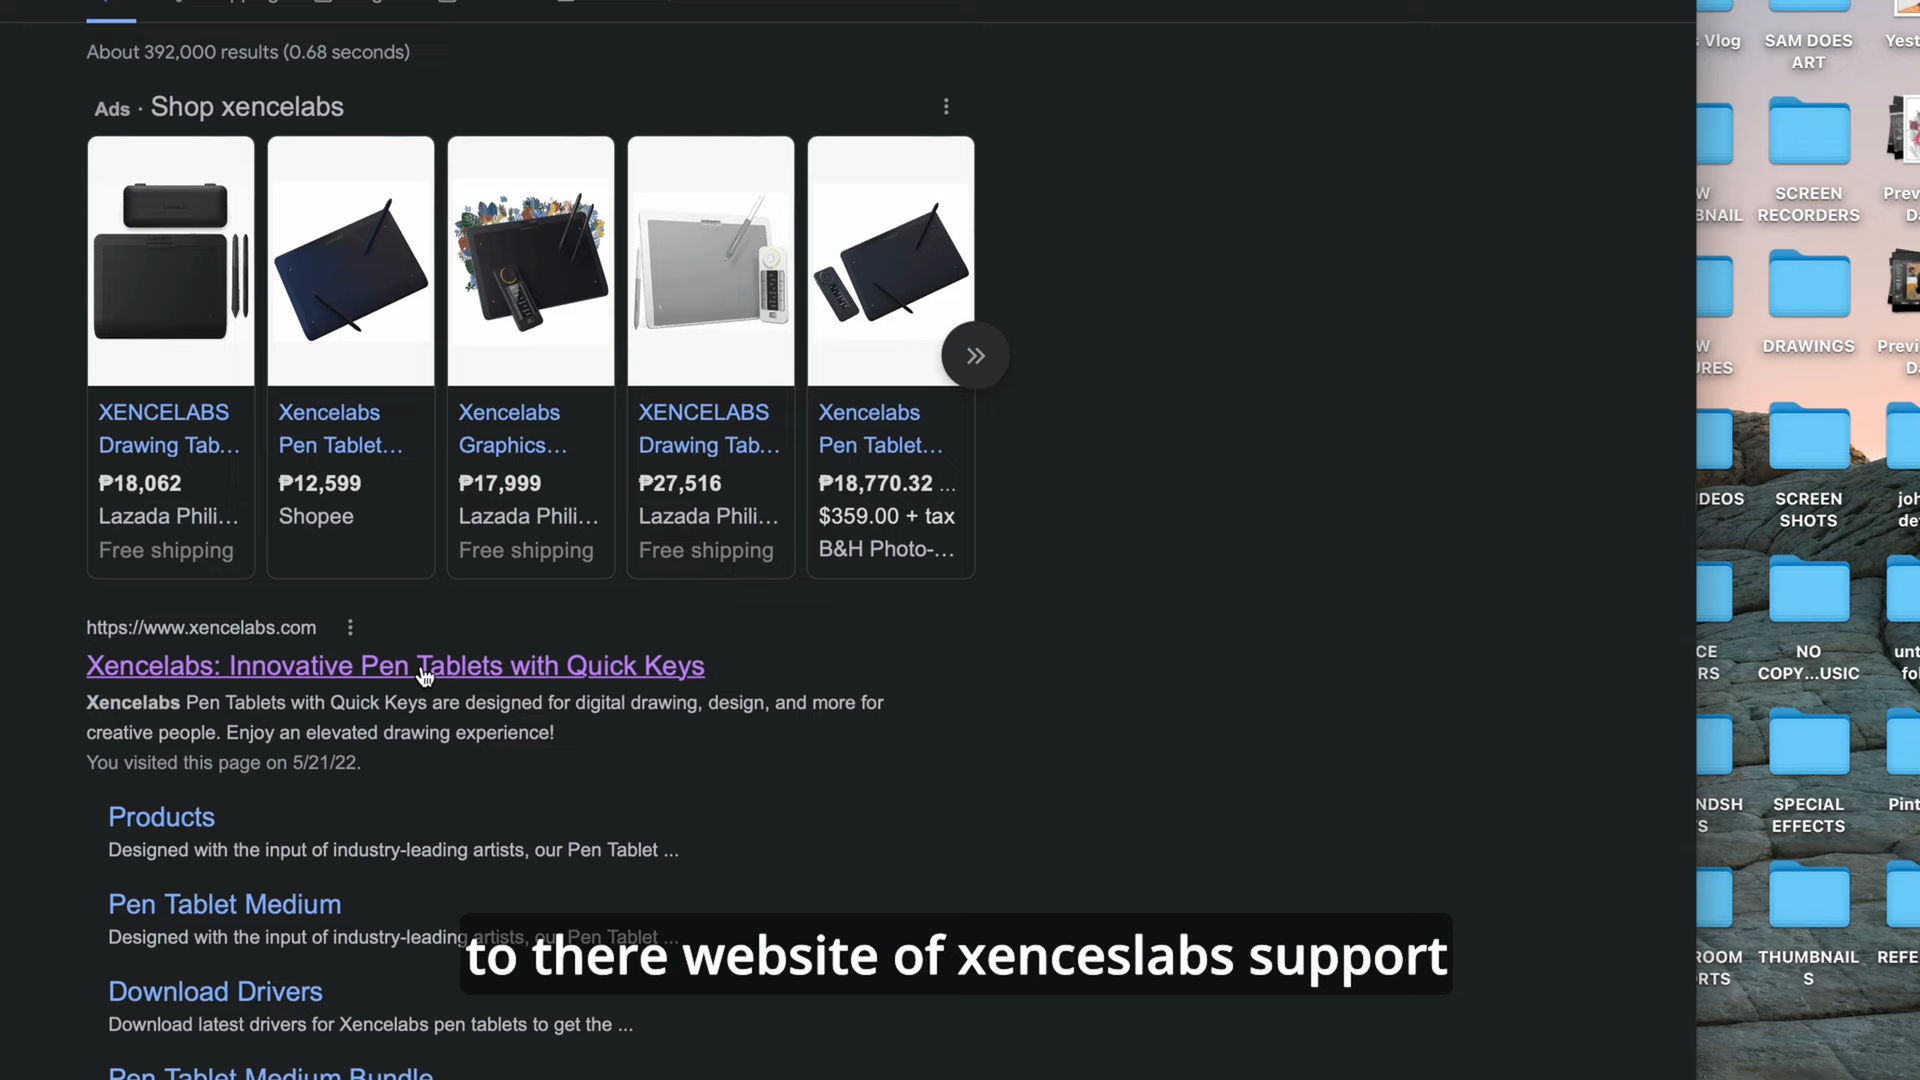 About 392,000 results (0.68 seconds)
Ads · Shop xencelabs
XENCELABS
Drawing Tab...
₱18,062
Lazada Phili...
Free shipping
Xencelabs
Pen Tablet...
₱12,599
Shopee
Xencelabs
Graphics...
₱17,999
Lazada Phili...
Free shipping
XENCELABS
Drawing Tab...
₱27,516
Lazada Phili...
Free shipping
Xencelabs
Pen Tablet...
₱18,770.32 ...
$359.00 + tax
B&H Photo-...
https://www.xencelabs.com
Xencelabs: Innovative Pen Tablets with Quick Keys
Xencelabs Pen Tablets with Quick Keys are designed for digital drawing, design, and more for
creative people. Enjoy an elevated drawing experience!
You visited this page on 5/21/22.
Products
Designed with the input of industry-leading artists, our Pen Tablet ...
Pen Tablet Medium
Designed with the input of industry-leading artists, our Pen Tablet ...
Download Drivers
Download latest drivers for Xencelabs pen tablets to get the ...
Pen Tablet Medium Bundle
to there website of xenceslabs support
Vlog
SAM DOES
ART
SCREEN
RECORDERS
DRAWINGS
SCREEN
SHOTS
NO
COPY...USIC
SPECIAL
EFFECTS
THUMBNAIL
S